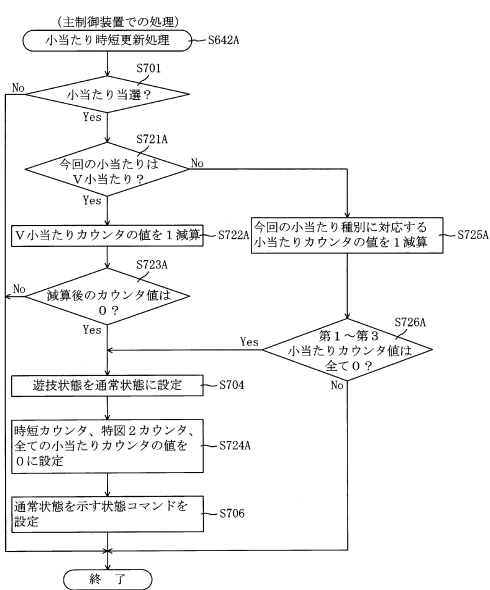 （主制御装置での処理）
小当たり時短更新処理
S642A
S701
No
小当たり当選？
Yes
S721A
今回の小当たりは
Ｖ小当たり？
No
Yes
Ｖ小当たりカウンタの値を１減算
S722A
今回の小当たり種別に対応する
小当たりカウンタの値を１減算
S725A
S723A
No
減算後のカウンタ値は
０？
Yes
S726A
第１～第３
小当たりカウンタ値は
全て０？
Yes
No
遊技状態を通常状態に設定
S704
時短カウンタ、特図２カウンタ、
全ての小当たりカウンタの値を
０に設定
S724A
通常状態を示す状態コマンドを
設定
S706
終　了